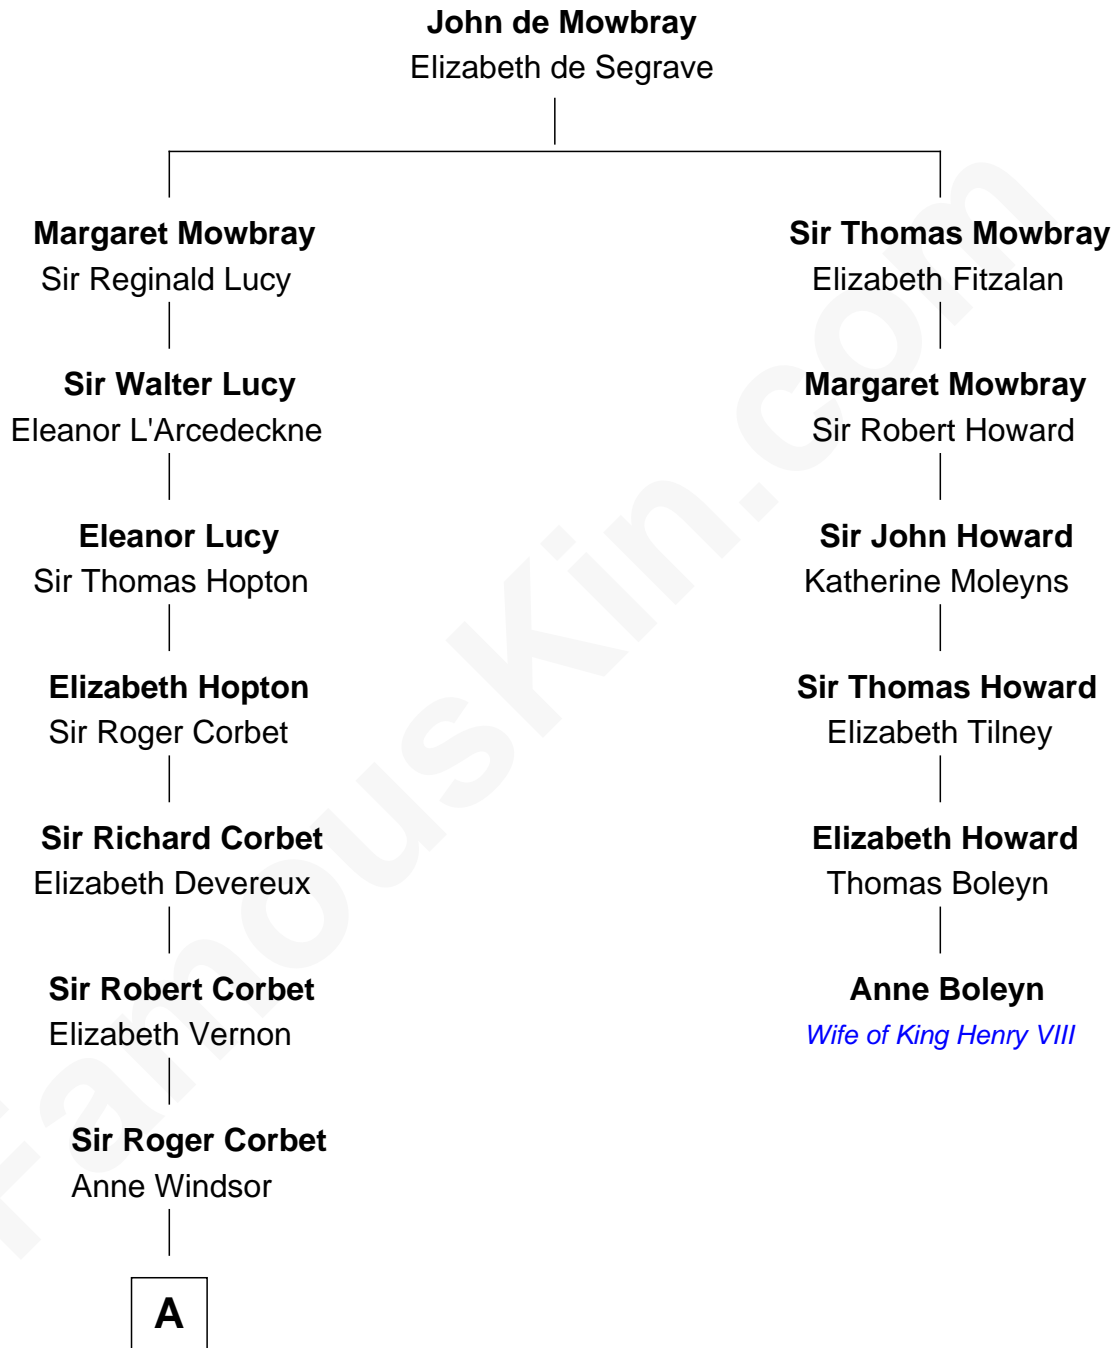 John de Mowbray
Elizabeth de Segrave
Margaret Mowbray
Sir Reginald Lucy
Sir Walter Lucy
Eleanor L'Arcedeckne
Eleanor Lucy
Sir Thomas Hopton
Elizabeth Hopton
Sir Roger Corbet
Sir Richard Corbet
Elizabeth Devereux
Sir Robert Corbet
Elizabeth Vernon
Sir Roger Corbet
Anne Windsor
A
Sir Thomas Mowbray
Elizabeth Fitzalan
Margaret Mowbray
Sir Robert Howard
Sir John Howard
Katherine Moleyns
Sir Thomas Howard
Elizabeth Tilney
Elizabeth Howard
Thomas Boleyn
Anne Boleyn
Wife of King Henry VIII
FamousKin.com